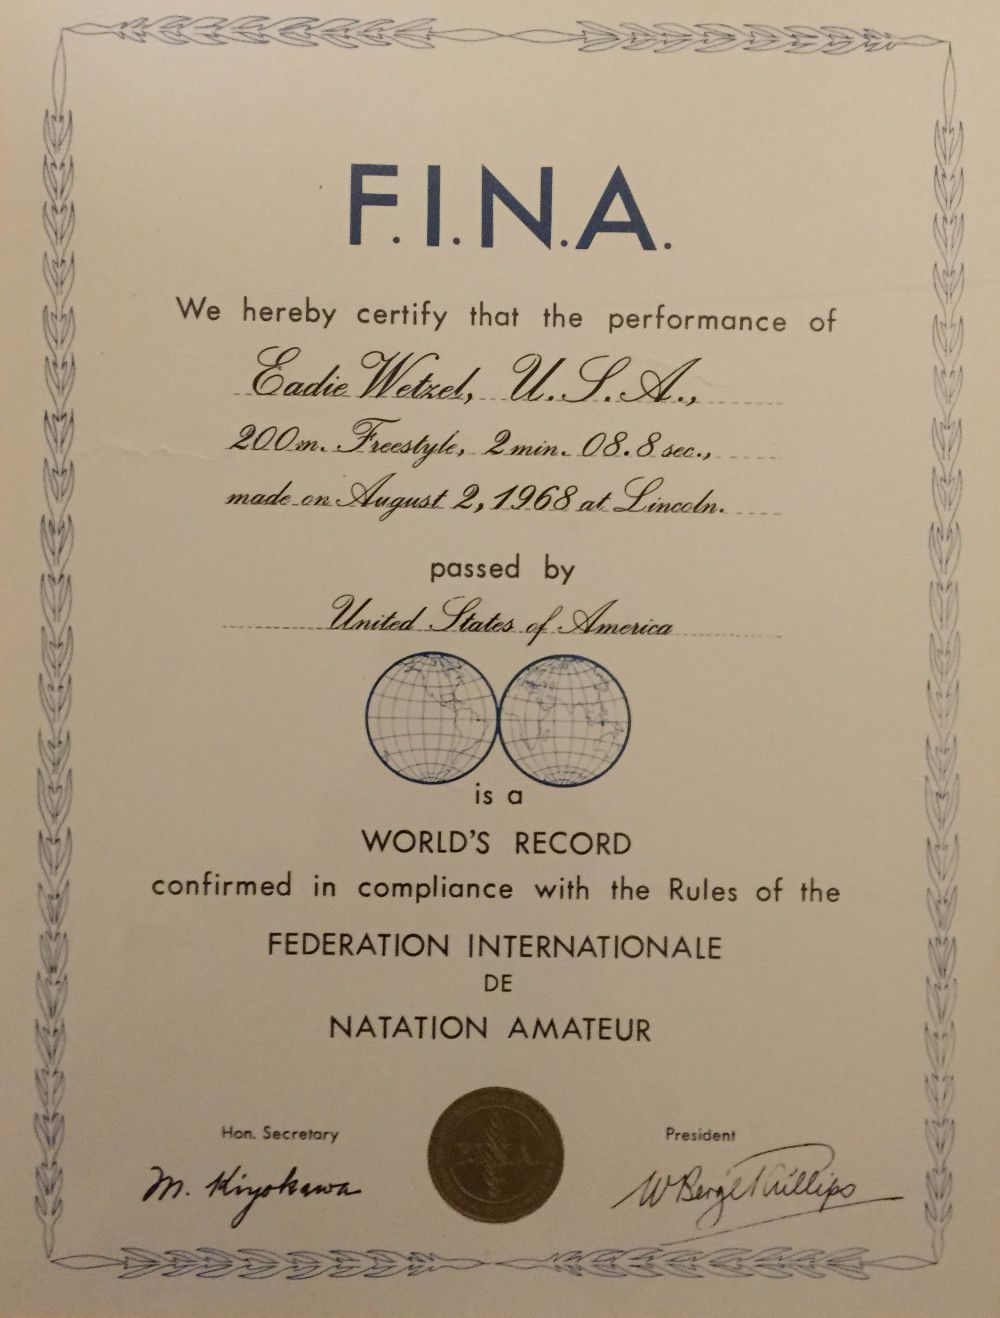 F.I.N.A.
We hereby certify that the performance of
Eadie Wetzel, U.S.A.,
200m. Freestyle, 2 min. 08.8 sec.,
made on August 2, 1968 at Lincoln.
passed by
United States of America
is a
WORLD'S RECORD
confirmed in compliance with the Rules of the
FEDERATION INTERNATIONALE
DE
NATATION AMATEUR
Hon. Secretary
President
M. Kiyokawa
W Berge Phillips